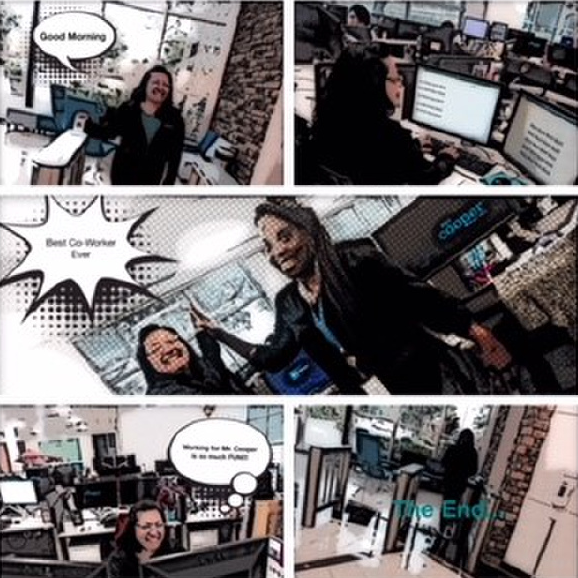 Good Morning
Best Co-Worker
Ever
cooper
Working for Mr. Cooper
is so much FUN!!!
The End...